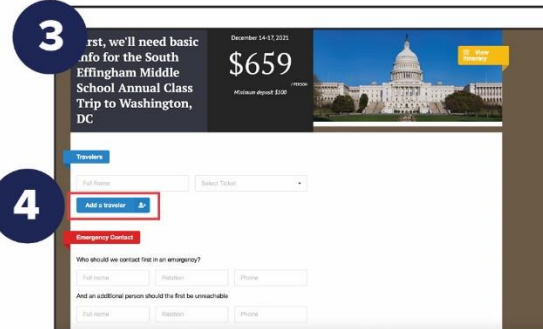 3
First, we'll need basic
info for the South
Effingham Middle
School Annual Class
Trip to Washington,
DC
December 14-17, 2021
$659
/PERSON
Minimum deposit $100
View
Itinerary
Travelers
Full Name
Select Ticket
4
Add a traveler
Emergency Contact
Who should we contact first in an emergency?
Full name
Relation
Phone
And an additional person should the first be unreachable
Full name
Relation
Phone